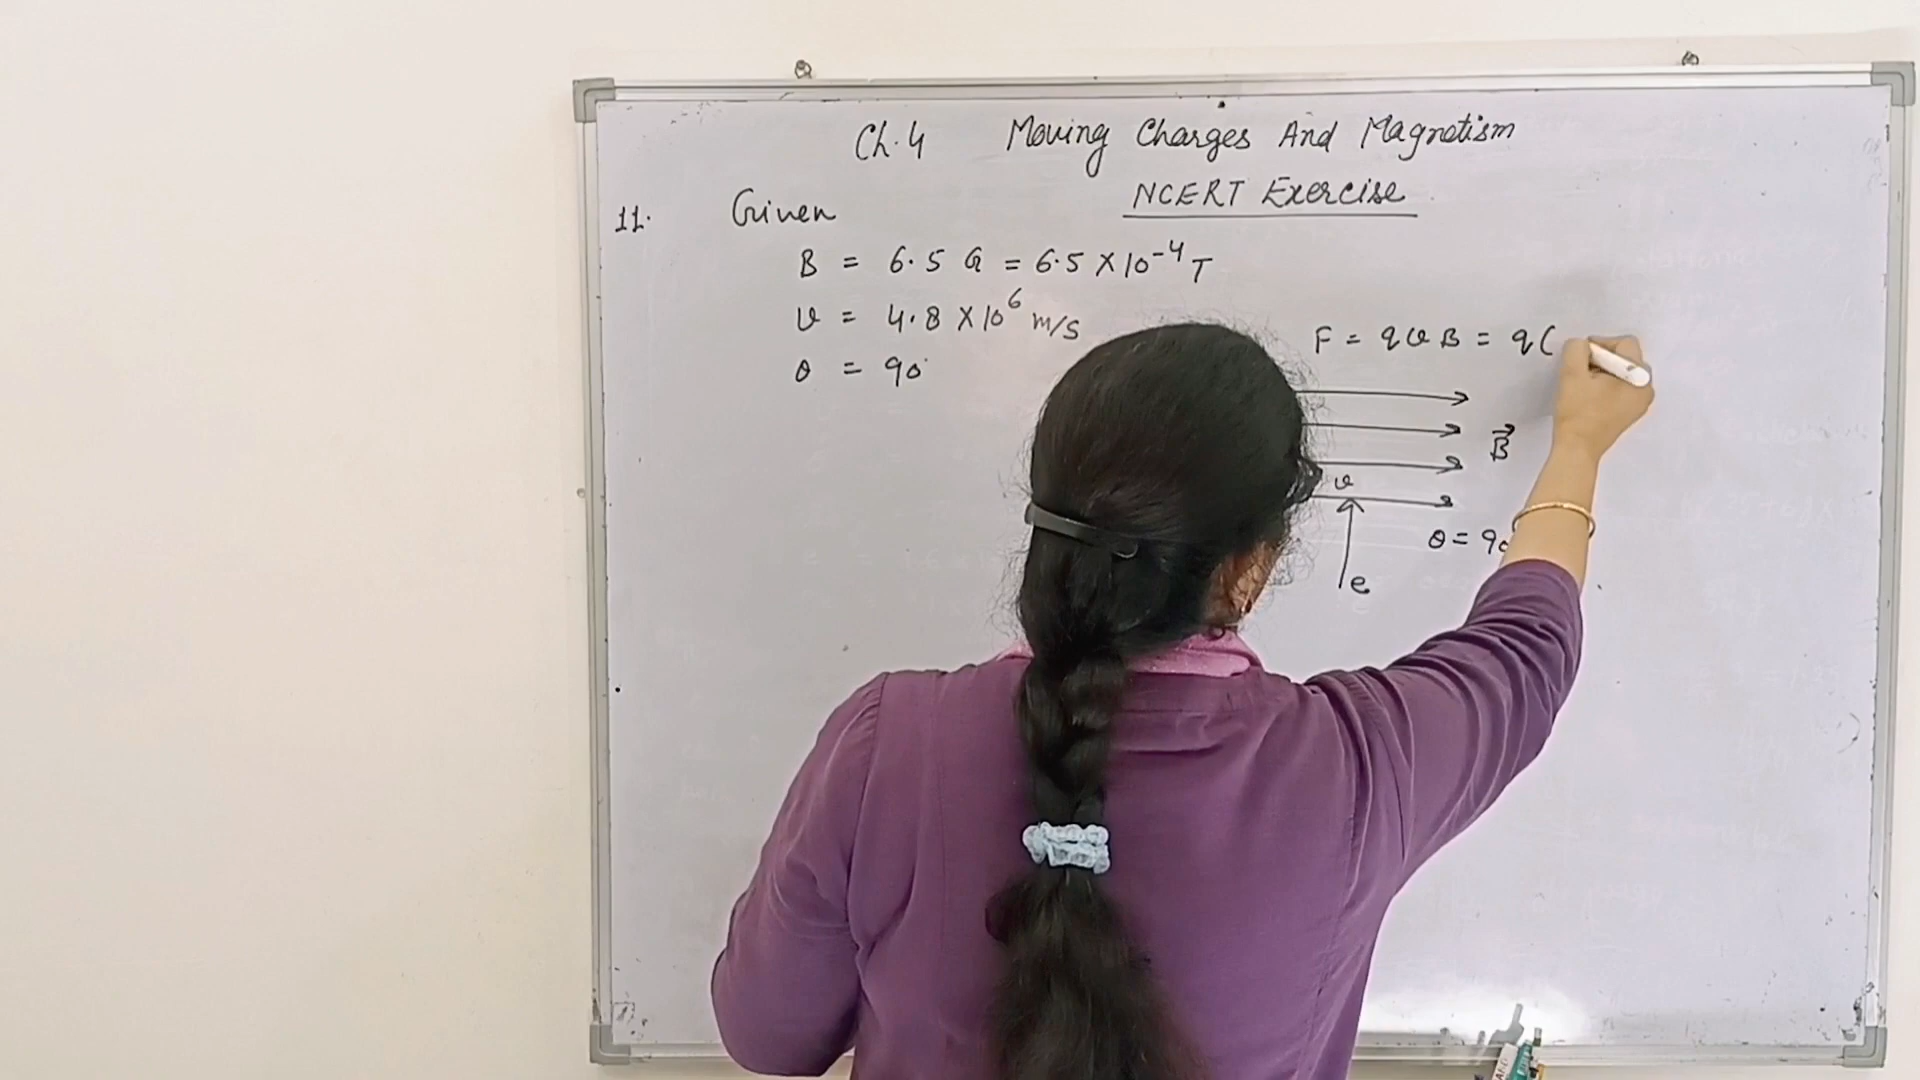 Ch.4 Moving Charges And Magnetism
NCERT Exercise
11. Given
B = 6.5 G = 6.5 × 10⁻⁴ T
v = 4.8 × 10⁶ m/s
θ = 90°
F = qvB = q(
B⃗
v
θ = 90
e